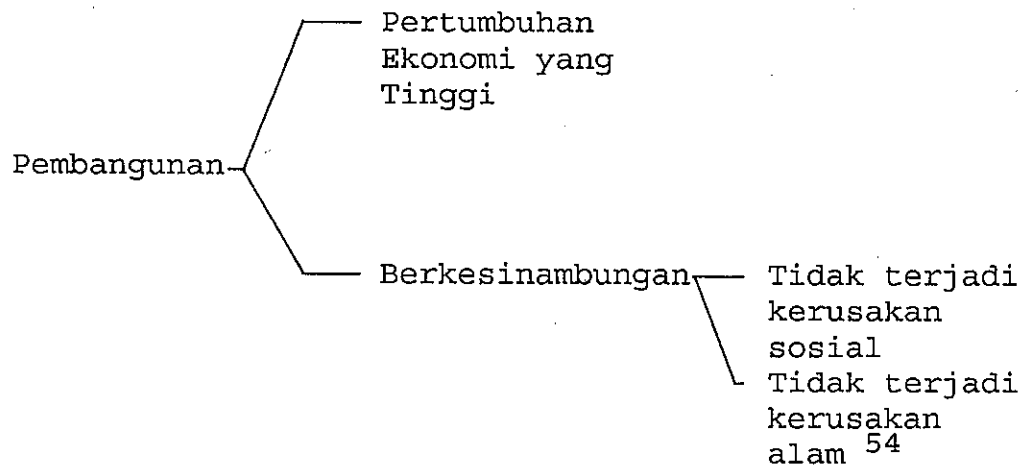 Pertumbuhan
Ekonomi yang
Tinggi
Pembangunan
Berkesinambungan
Tidak terjadi
kerusakan
sosial
Tidak terjadi
kerusakan
alam 54